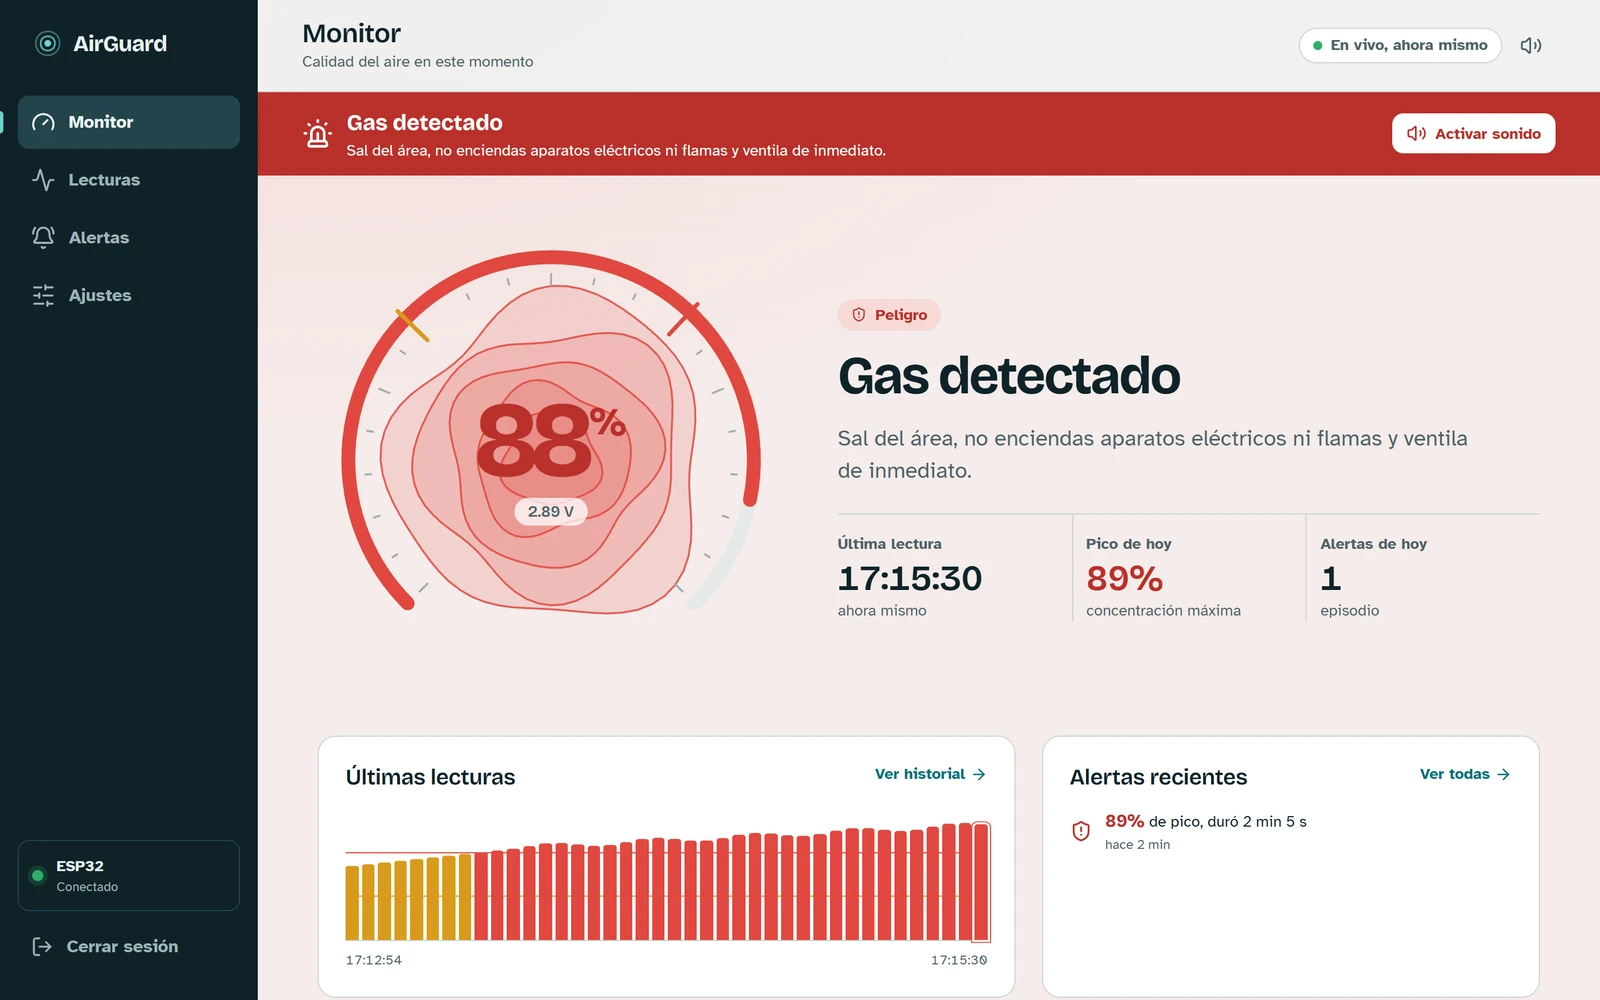 AirGuard
Monitor
Lecturas
Alertas
Ajustes
ESP32
Conectado
Cerrar sesión
Monitor
Calidad del aire en este momento
En vivo, ahora mismo
Gas detectado
Sal del área, no enciendas aparatos eléctricos ni flamas y ventila de inmediato.
Activar sonido
88%
2.89 V
Peligro
Gas detectado
Sal del área, no enciendas aparatos eléctricos ni flamas y ventila
de inmediato.
Última lectura
17:15:30
ahora mismo
Pico de hoy
89%
concentración máxima
Alertas de hoy
1
episodio
Últimas lecturas
Ver historial →
17:12:54
17:15:30
Alertas recientes
Ver todas →
89% de pico, duró 2 min 5 s
hace 2 min